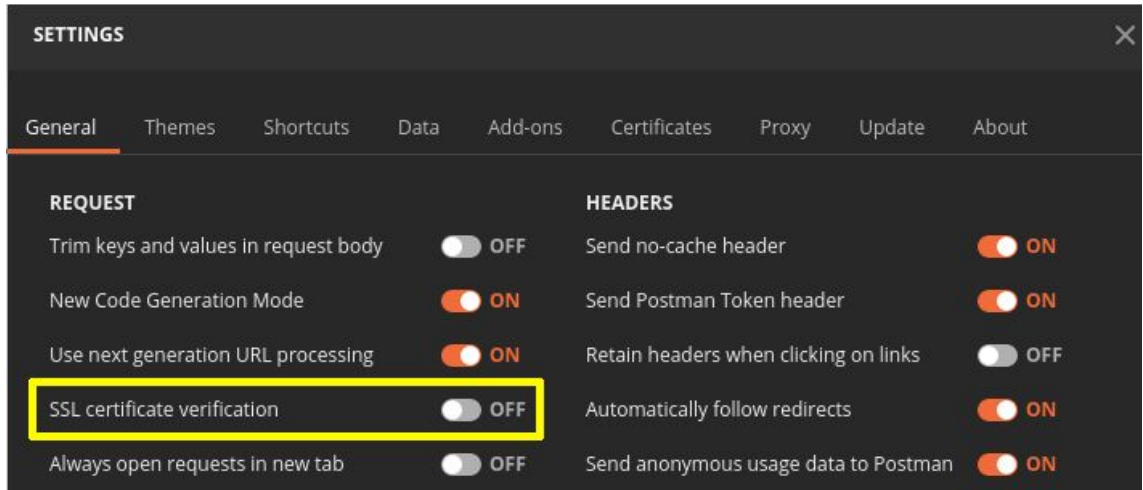 SETTINGS
General Themes Shortcuts Data Add-ons Certificates Proxy Update About
REQUEST
Trim keys and values in request body OFF
New Code Generation Mode ON
Use next generation URL processing ON
SSL certificate verification OFF
Always open requests in new tab OFF
HEADERS
Send no-cache header ON
Send Postman Token header ON
Retain headers when clicking on links OFF
Automatically follow redirects ON
Send anonymous usage data to Postman ON